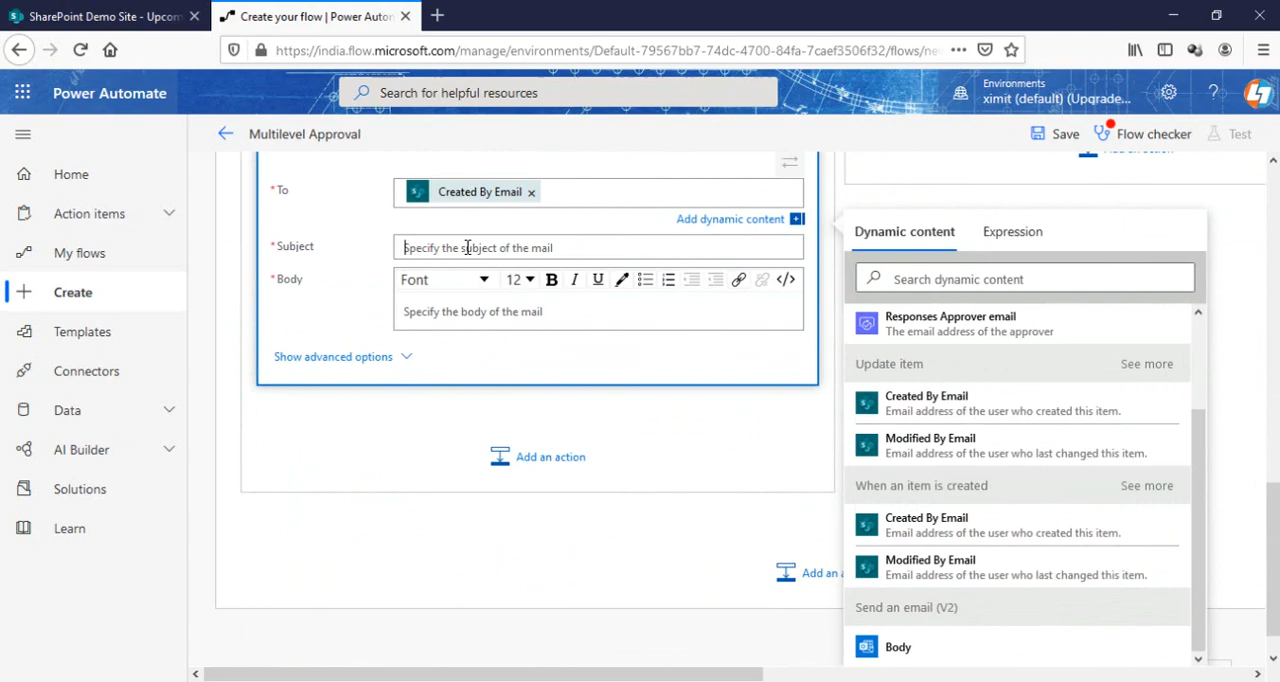 SharePoint Demo Site - Upcom
Create your flow | Power Autom
https://india.flow.microsoft.com/manage/environments/Default-79567bb7-74dc-4700-84fa-7caef3506f32/flows/ne
Power Automate
Search for helpful resources
Environments
ximit (default) (Upgrade...
Multilevel Approval
Save
Flow checker
Test
Home
Action items
My flows
Create
Templates
Connectors
Data
AI Builder
Solutions
Learn
* To
Created By Email ×
Add dynamic content
* Subject
Specify the subject of the mail
* Body
Font
12
B I U </>
Specify the body of the mail
Show advanced options
Add an action
Add an a
Dynamic content
Expression
Search dynamic content
Responses Approver email
The email address of the approver
Update item
See more
Created By Email
Email address of the user who created this item.
Modified By Email
Email address of the user who last changed this item.
When an item is created
See more
Created By Email
Email address of the user who created this item.
Modified By Email
Email address of the user who last changed this item.
Send an email (V2)
Body